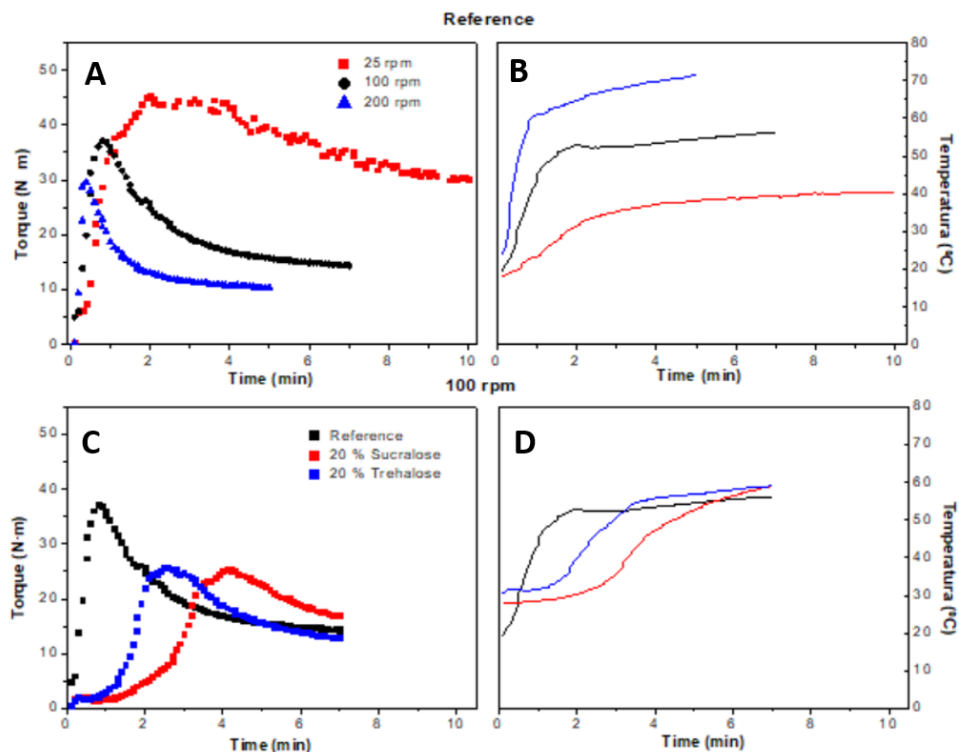 Reference
A
25 rpm
100 rpm
200 rpm
Torque (N m)
50
40
30
20
10
0
0 2 4 6 8 10
Time (min)
B
80
70
60
50
40
30
20
10
0
Temperatura (ºC)
0 2 4 6 8 10
Time (min)
100 rpm
C
Reference
20 % Sucralose
20 % Trehalose
Torque (N·m)
50
40
30
20
10
0
0 2 4 6 8 10
Time (min)
D
80
70
60
50
40
30
20
10
0
Temperatura (ºC)
0 2 4 6 8 10
Time (min)